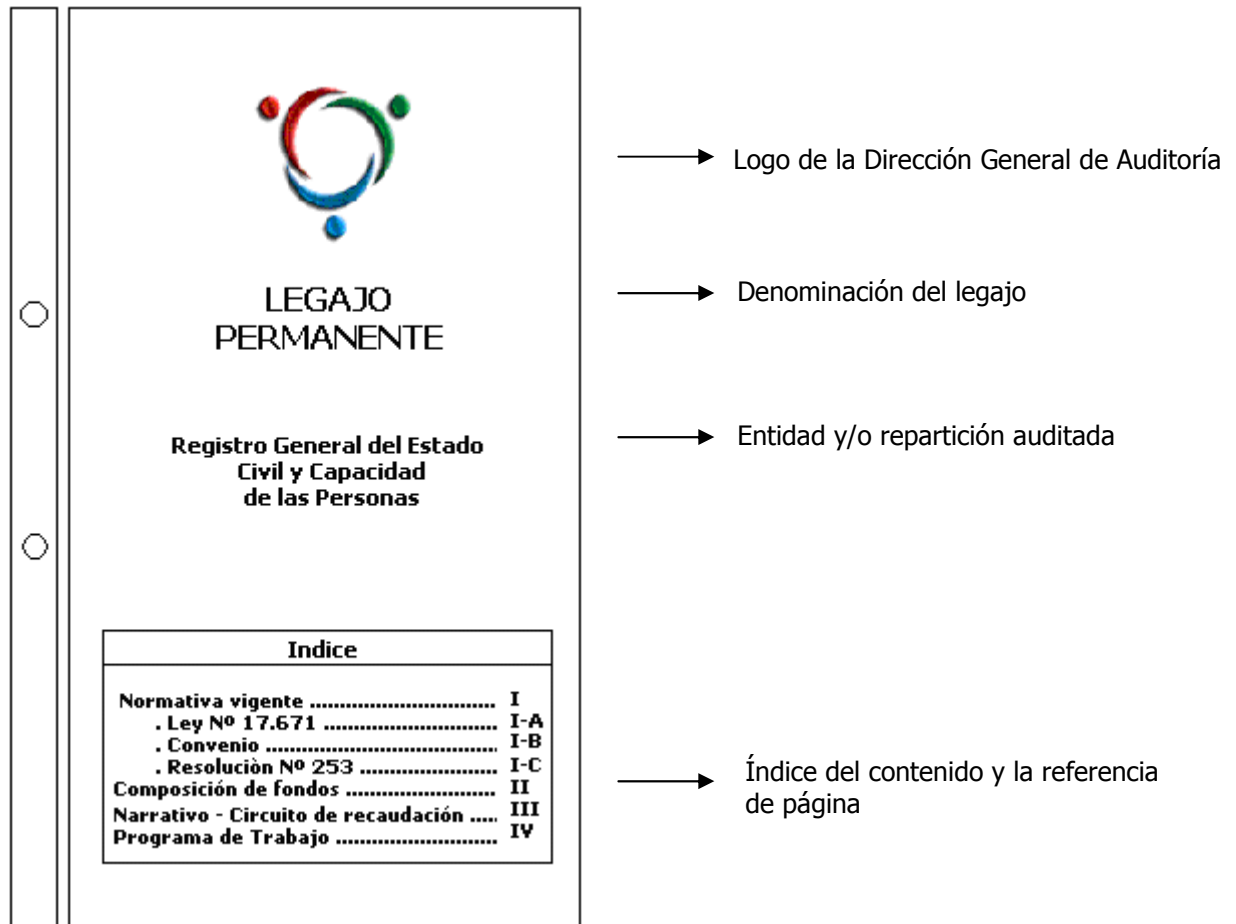 Logo de la Dirección General de Auditoría
LEGAJO
PERMANENTE
Denominación del legajo
Registro General del Estado
Civil y Capacidad
de las Personas
Entidad y/o repartición auditada
Indice
Normativa vigente ................................ I
. Ley Nº 17.671 .............................. I-A
. Convenio ........................................ I-B
. Resoluciòn Nº 253 ........................ I-C
Composición de fondos .......................... II
Narrativo - Circuito de recaudación ..... III
Programa de Trabajo ............................ IV
Índice del contenido y la referencia
de página